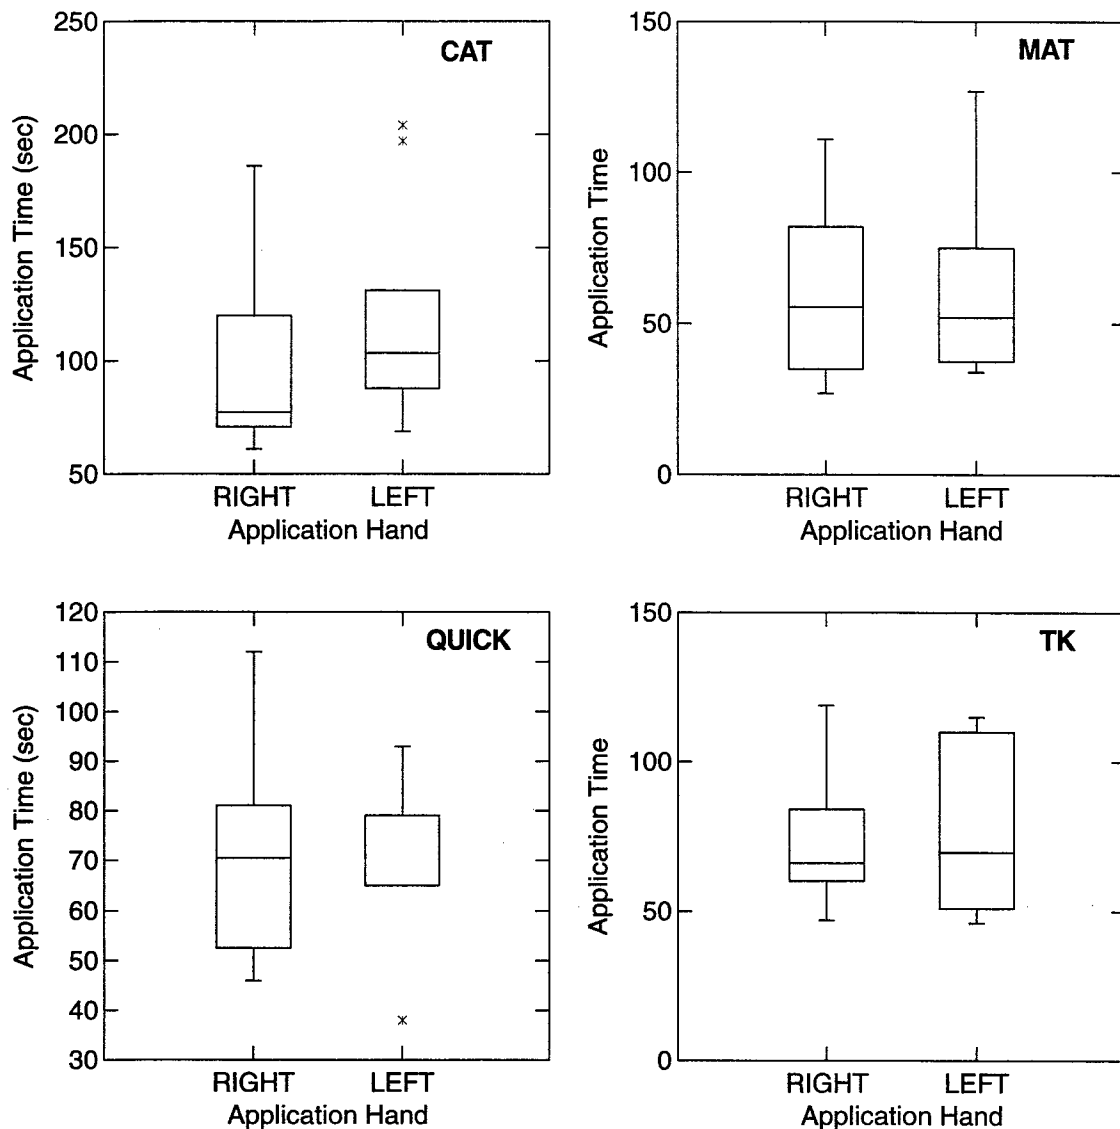 CAT
Application Time (sec)
250
200
150
100
50
RIGHT LEFT
Application Hand
MAT
Application Time
150
100
50
0
RIGHT LEFT
Application Hand
QUICK
Application Time (sec)
120
110
100
90
80
70
60
50
40
30
RIGHT LEFT
Application Hand
TK
Application Time
150
100
50
0
RIGHT LEFT
Application Hand